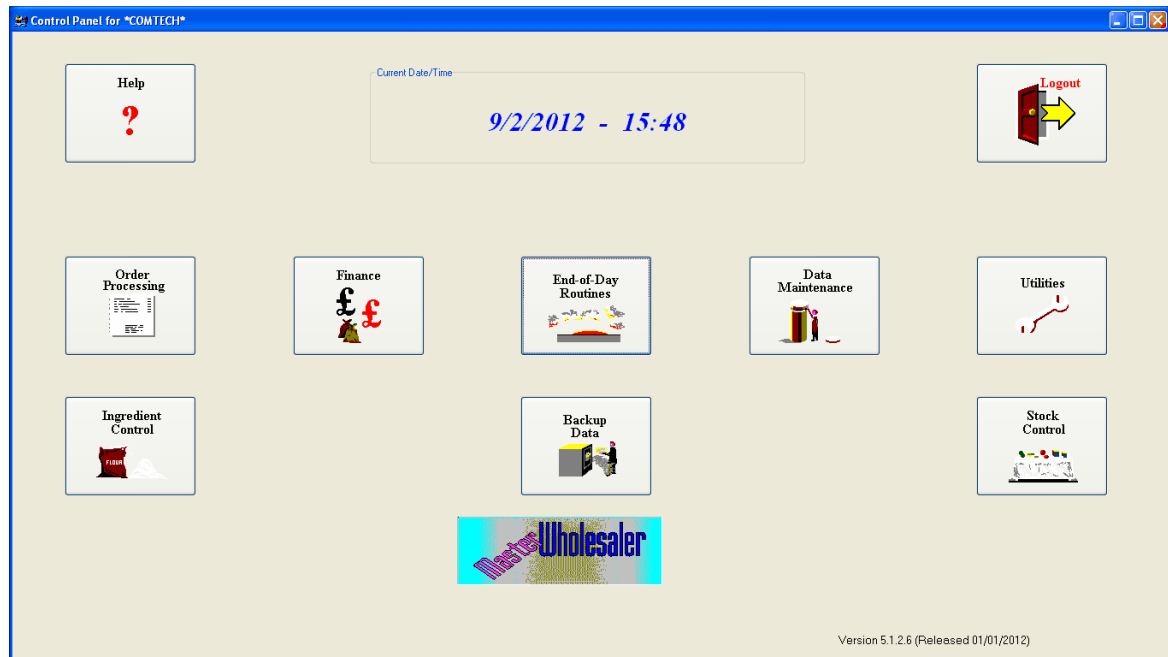 Control Panel for *COMTECH*
Help
?
Current Date/Time
9/2/2012 - 15:48
Logout
Order
Processing
Finance
£ £
End-of-Day
Routines
Data
Maintenance
Utilities
Ingredient
Control
FLOUR
Backup
Data
Stock
Control
Master Wholesaler
Version 5.1.2.6 (Released 01/01/2012)